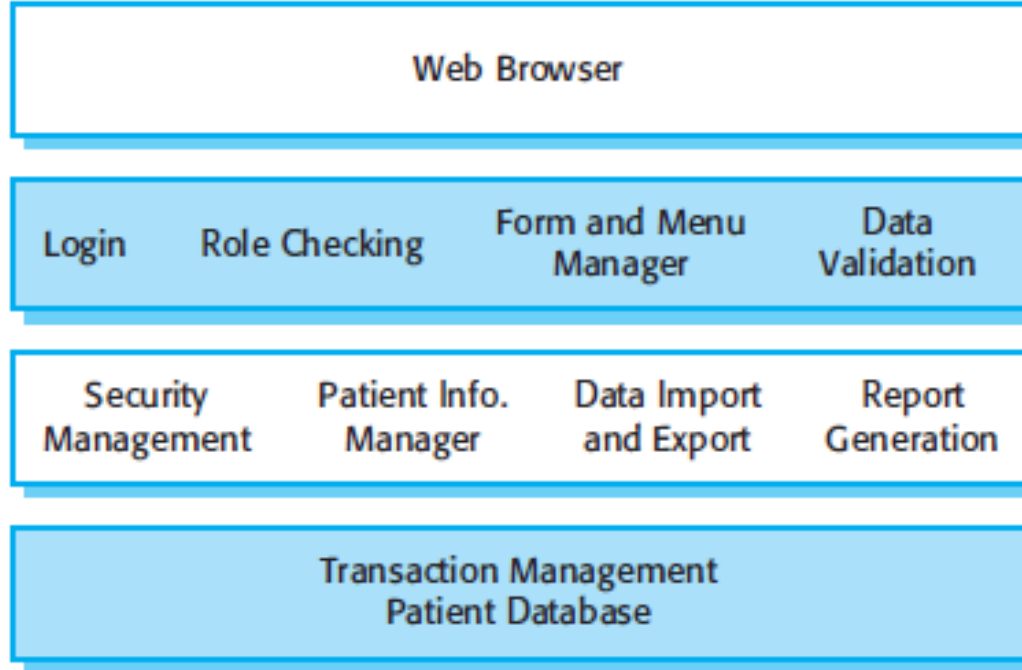 Web Browser
Login
Role Checking
Form and Menu
Manager
Data
Validation
Security
Management
Patient Info.
Manager
Data Import
and Export
Report
Generation
Transaction Management
Patient Database